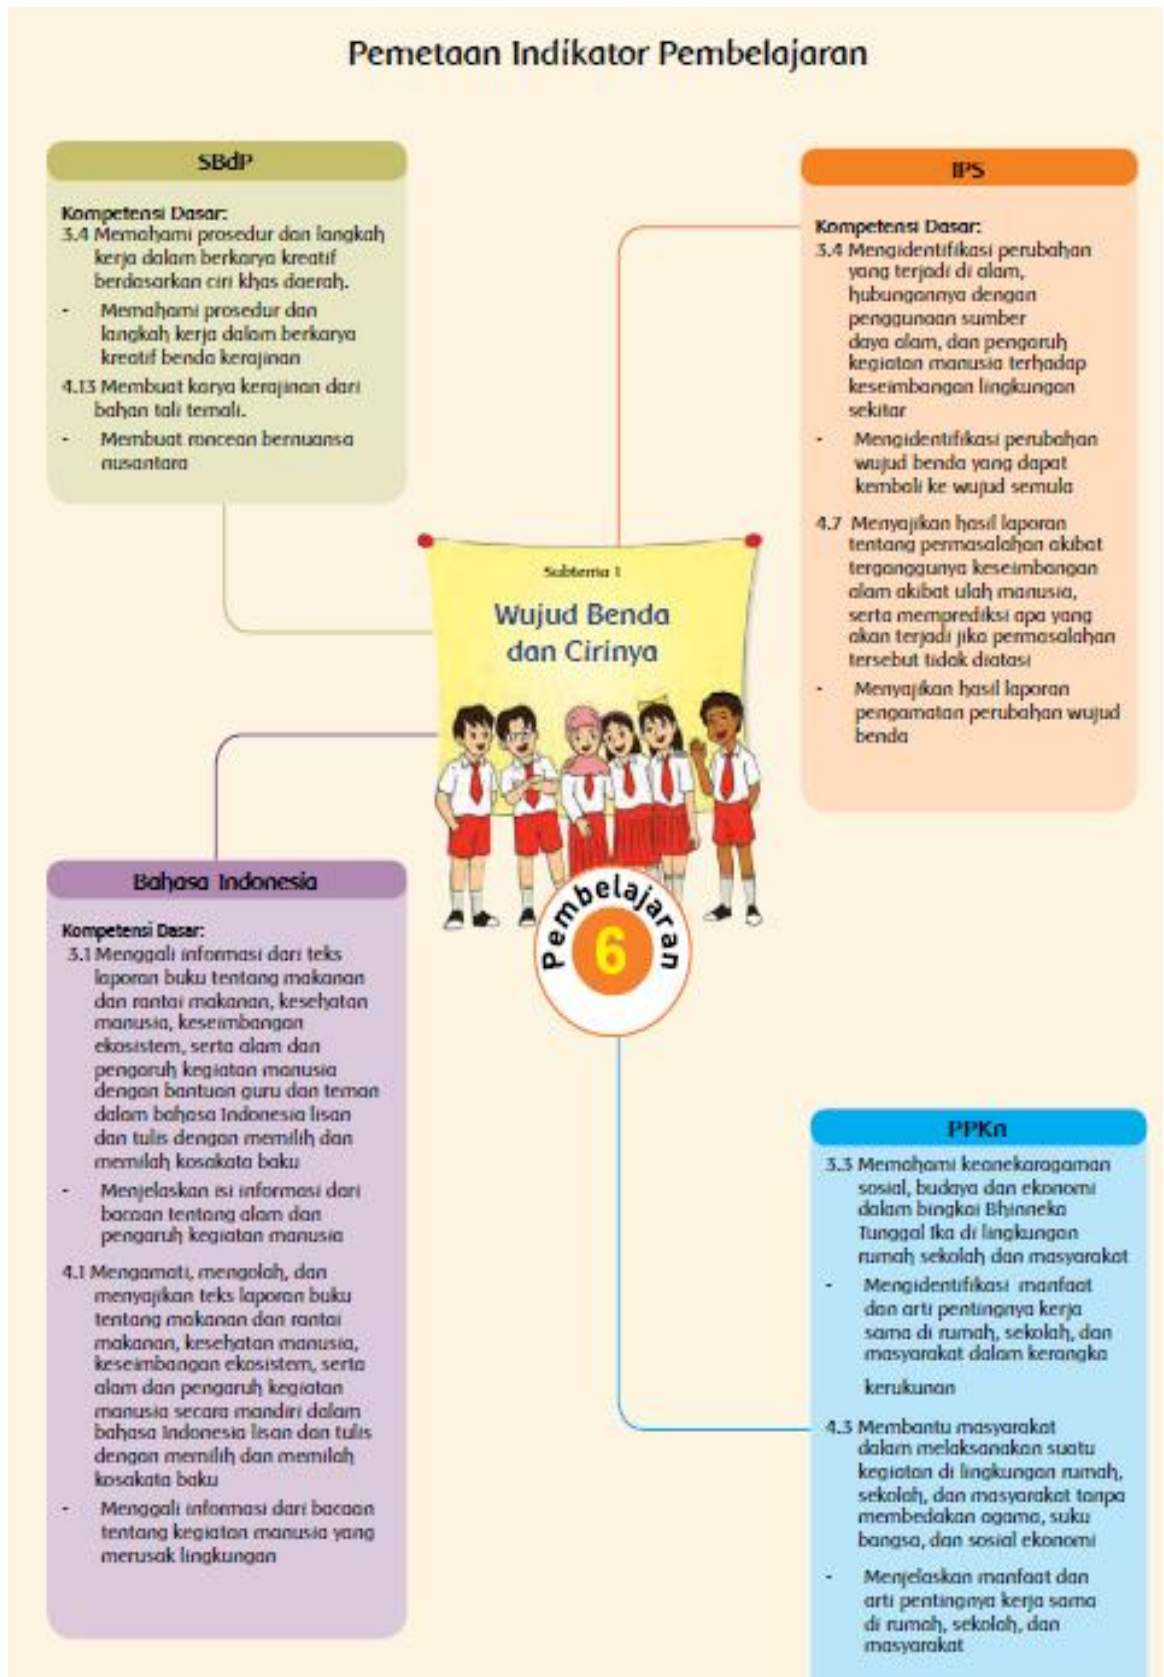 Pemetaan Indikator Pembelajaran
SBdP
Kompetensi Dasar:
3.4 Memahami prosedur dan langkah
kerja dalam berkarya kreatif
berdasarkan ciri khas daerah.
- Memahami prosedur dan
langkah kerja dalam berkarya
kreatif benda kerajinan
4.13 Membuat karya kerajinan dari
bahan tali temali.
- Membuat roncean bernuansa
nusantara
IPS
Kompetensi Dasar:
3.4 Mengidentifikasi perubahan
yang terjadi di alam,
hubungannya dengan
penggunaan sumber
daya alam, dan pengaruh
kegiatan manusia terhadap
keseimbangan lingkungan
sekitar
- Mengidentifikasi perubahan
wujud benda yang dapat
kembali ke wujud semula
4.7 Menyajikan hasil laporan
tentang permasalahan akibat
terganggunya keseimbangan
alam akibat ulah manusia,
serta memprediksi apa yang
akan terjadi jika permasalahan
tersebut tidak diatasi
- Menyajikan hasil laporan
pengamatan perubahan wujud
benda
Subtema 1
Wujud Benda
dan Cirinya
Pembelajaran
6
Bahasa Indonesia
Kompetensi Dasar:
3.1 Menggali informasi dari teks
laporan buku tentang makanan
dan rantai makanan, kesehatan
manusia, keseimbangan
ekosistem, serta alam dan
pengaruh kegiatan manusia
dengan bantuan guru dan teman
dalam bahasa Indonesia lisan
dan tulis dengan memilih dan
memilah kosakata baku
- Menjelaskan isi informasi dari
bacaan tentang alam dan
pengaruh kegiatan manusia
4.1 Mengamati, mengolah, dan
menyajikan teks laporan buku
tentang makanan dan rantai
makanan, kesehatan manusia,
keseimbangan ekosistem, serta
alam dan pengaruh kegiatan
manusia secara mandiri dalam
bahasa Indonesia lisan dan tulis
dengan memilih dan memilah
kosakata baku
- Menggali informasi dari bacaan
tentang kegiatan manusia yang
merusak lingkungan
PPKn
3.3 Memahami keanekaragaman
sosial, budaya dan ekonomi
dalam bingkai Bhinneka
Tunggal Ika di lingkungan
rumah sekolah dan masyarakat
- Mengidentifikasi manfaat
dan arti pentingnya kerja
sama di rumah, sekolah, dan
masyarakat dalam kerangka
kerukunan
4.3 Membantu masyarakat
dalam melaksanakan suatu
kegiatan di lingkungan rumah,
sekolah, dan masyarakat tanpa
membedakan agama, suku
bangsa, dan sosial ekonomi
- Menjelaskan manfaat dan
arti pentingnya kerja sama
di rumah, sekolah, dan
masyarakat